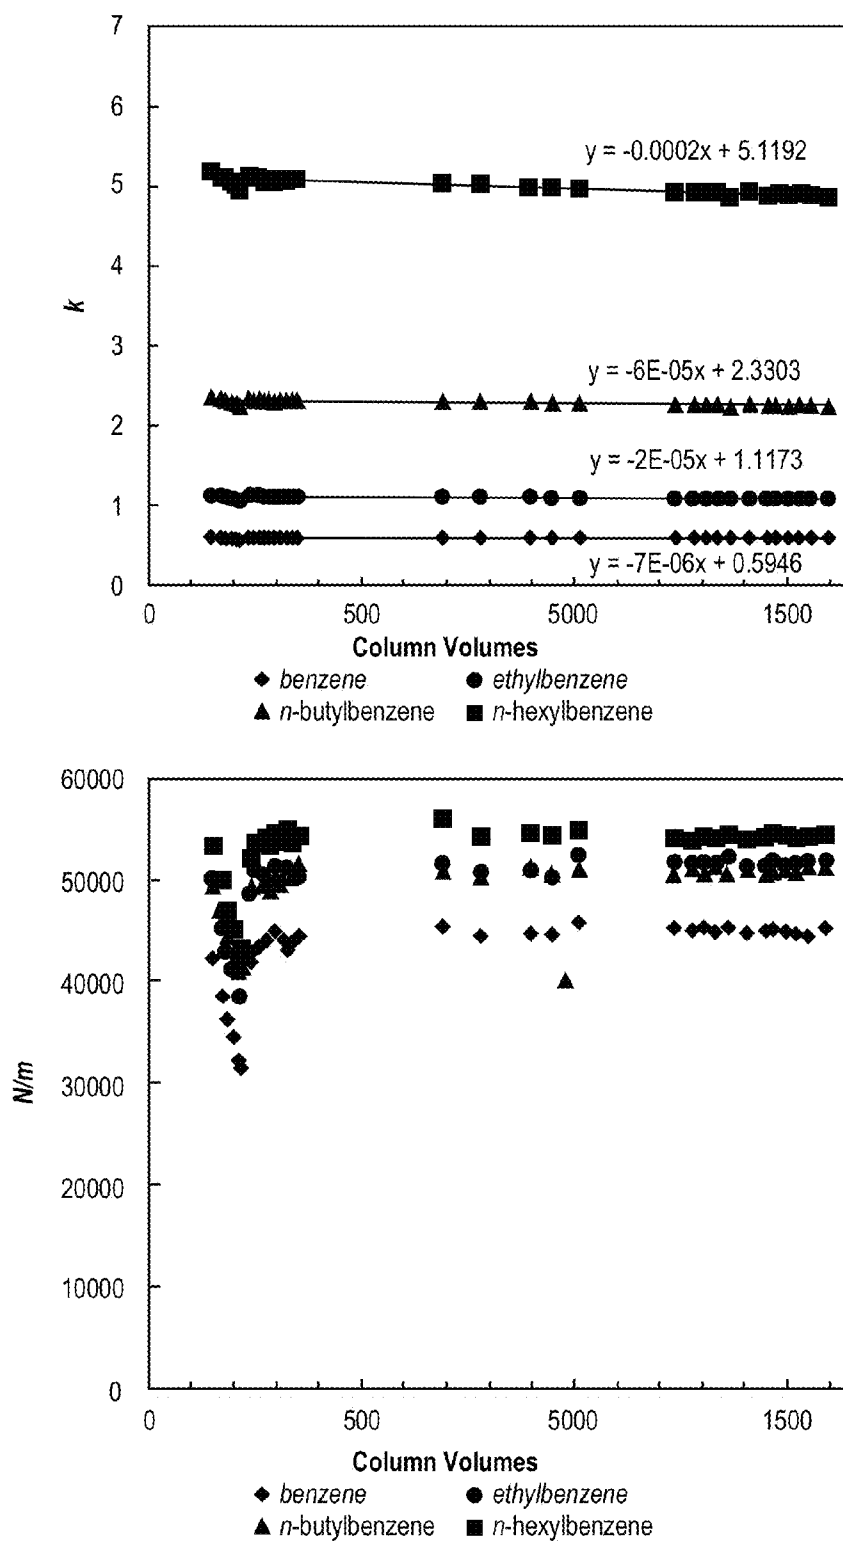 7
6
y = -0.0002x + 5.1192
5
4
k
3
y = -6E-05x + 2.3303
2
y = -2E-05x + 1.1173
1
y = -7E-06x + 0.5946
0
0 500 5000 1500
Column Volumes
benzene ethylbenzene
n-butylbenzene n-hexylbenzene
60000
50000
40000
N/m
30000
20000
10000
0
0 500 5000 1500
Column Volumes
benzene ethylbenzene
n-butylbenzene n-hexylbenzene